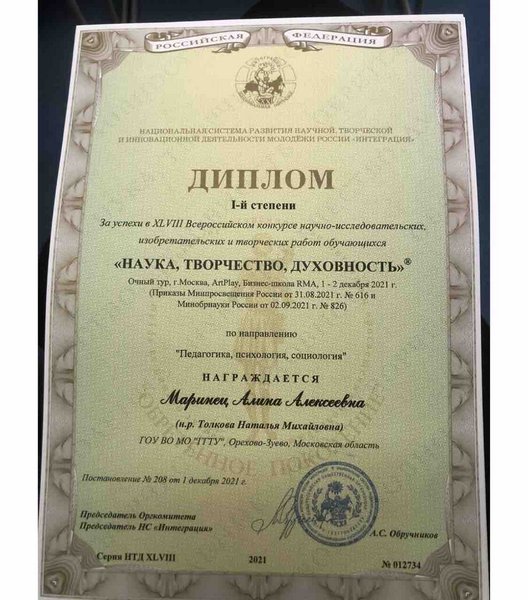 РОССИЙСКАЯ ФЕДЕРАЦИЯ
НАЦИОНАЛЬНАЯ СИСТЕМА РАЗВИТИЯ НАУЧНОЙ, ТВОРЧЕСКОЙ
И ИННОВАЦИОННОЙ ДЕЯТЕЛЬНОСТИ МОЛОДЁЖИ РОССИИ «ИНТЕГРАЦИЯ»
ДИПЛОМ
I-й степени
За успехи в XLVIII Всероссийском конкурсе научно-исследовательских,
изобретательских и творческих работ обучающихся
«НАУКА, ТВОРЧЕСТВО, ДУХОВНОСТЬ»®
Очный тур, г.Москва, ArtPlay, Бизнес-школа RMA, 1 - 2 декабря 2021 г.
(Приказы Минпросвещения России от 31.08.2021 г. № 616 и
Минобрнауки России от 02.09.2021 г. № 826)
по направлению
"Педагогика, психология, социология"
НАГРАЖДАЕТСЯ
Маринец Алина Алексеевна
(н.р. Толкова Наталья Михайловна)
ГОУ ВО МО "ГГТУ", Орехово-Зуево, Московская область
Постановление № 208 от 1 декабря 2021 г.
Председатель Оргкомитета
Председатель НС «Интеграция»
А.С. Обручников
Серия НТД XLVIII 2021 № 012734